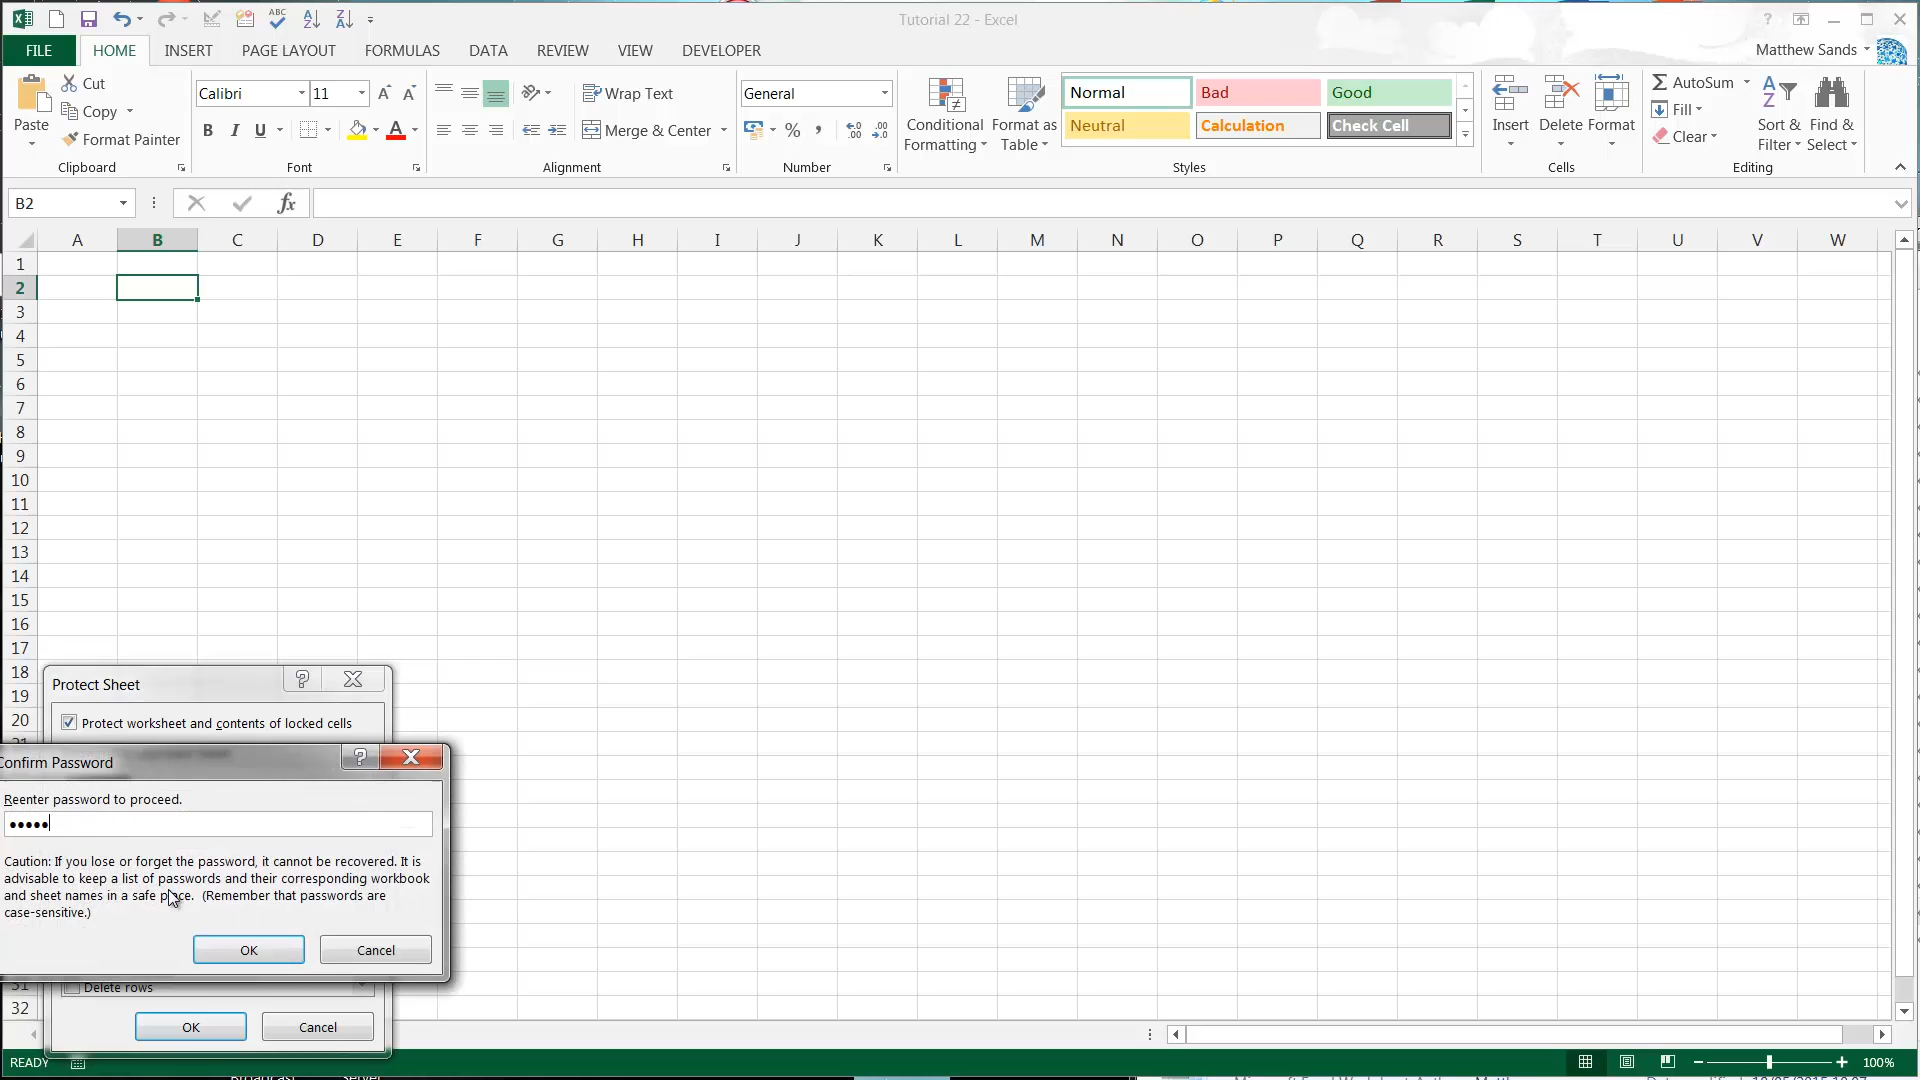 Tutorial 22 - Excel
FILE HOME INSERT PAGE LAYOUT FORMULAS DATA REVIEW VIEW DEVELOPER
Matthew Sands
Paste
Cut
Copy
Format Painter
Clipboard
Calibri 11
B I U
Font
Wrap Text
Merge & Center
Alignment
General
Number
Conditional Formatting
Format as Table
Normal Bad Good
Neutral Calculation Check Cell
Styles
Insert Delete Format
Cells
AutoSum
Fill
Clear
Sort & Filter
Find & Select
Editing
B2
fx
A B C D E F G H I J K L M N O P Q R S T U V W
1
2
3
4
5
6
7
8
9
10
11
12
13
14
15
16
17
18
19
20
Protect Sheet
Protect worksheet and contents of locked cells
Confirm Password
Reenter password to proceed.
Caution: If you lose or forget the password, it cannot be recovered. It is
advisable to keep a list of passwords and their corresponding workbook
and sheet names in a safe place. (Remember that passwords are
case-sensitive.)
OK Cancel
31
Delete rows
32
OK Cancel
READY
100%